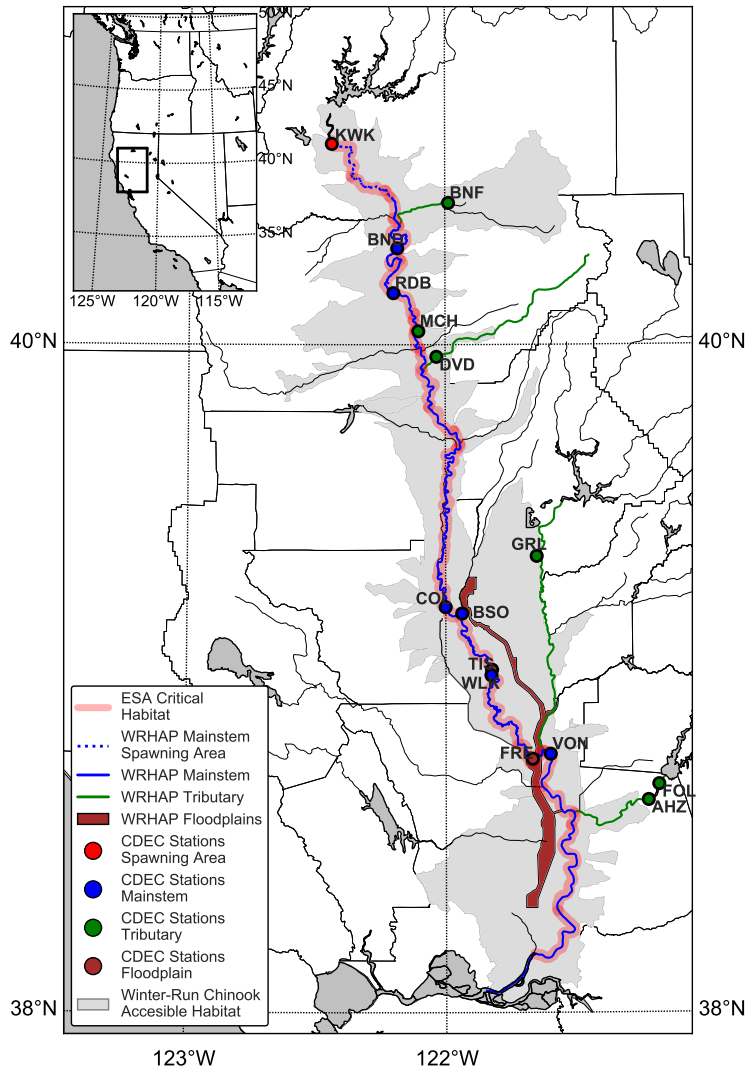 50°N
45°N
40°N
35°N
125°W 120°W 115°W
KWK
BNF
BND
RDB
MCH
DVD
40°N
40°N
GRL
COL
BSO
TIS
WLK
FRE
VON
FOL
AHZ
ESA Critical
Habitat
WRHAP Mainstem
Spawning Area
WRHAP Mainstem
WRHAP Tributary
WRHAP Floodplains
CDEC Stations
Spawning Area
CDEC Stations
Mainstem
CDEC Stations
Tributary
CDEC Stations
Floodplain
Winter-Run Chinook
Accesible Habitat
38°N
38°N
123°W
122°W